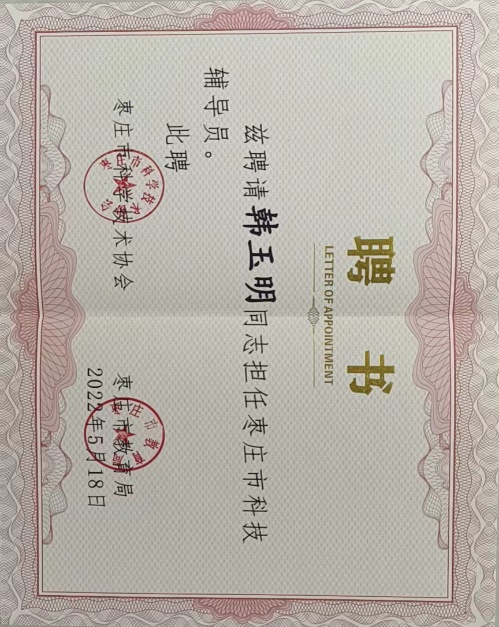 聘 书
LETTER OF APPOINTMENT
兹聘请韩玉明同志担任枣庄市科技
辅导员。
此聘
枣庄市科学技术协会 枣庄市教育局
2022年5月18日